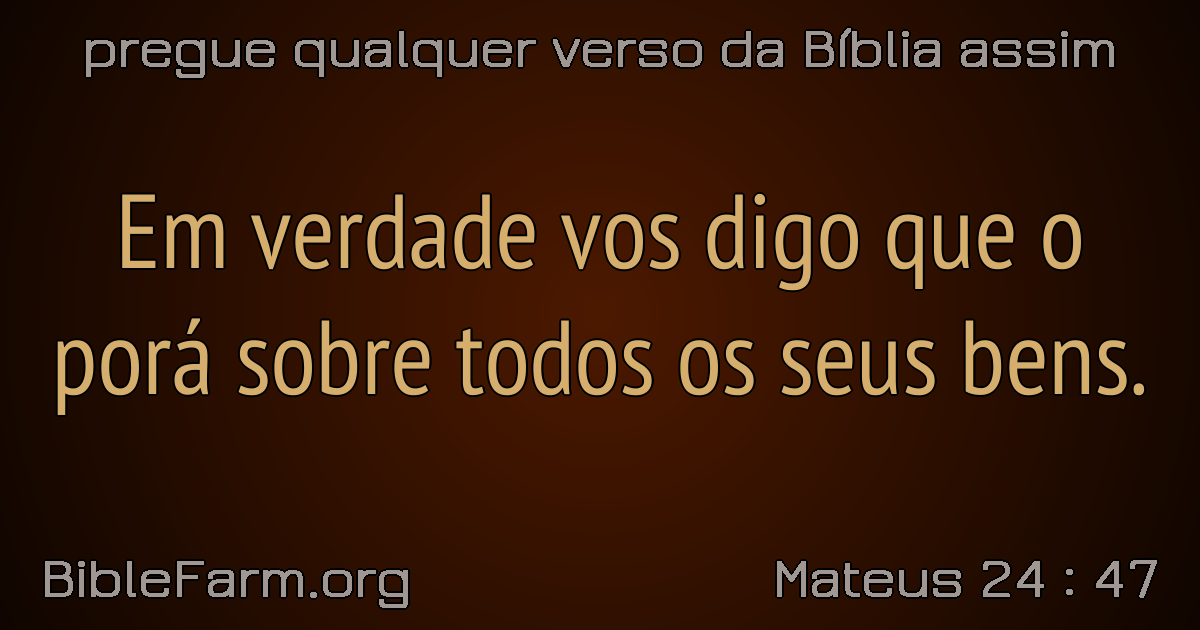 pregue qualquer verso da Bíblia assim
Em verdade vos digo que o
porá sobre todos os seus bens.
BibleFarm.org
Mateus 24 : 47